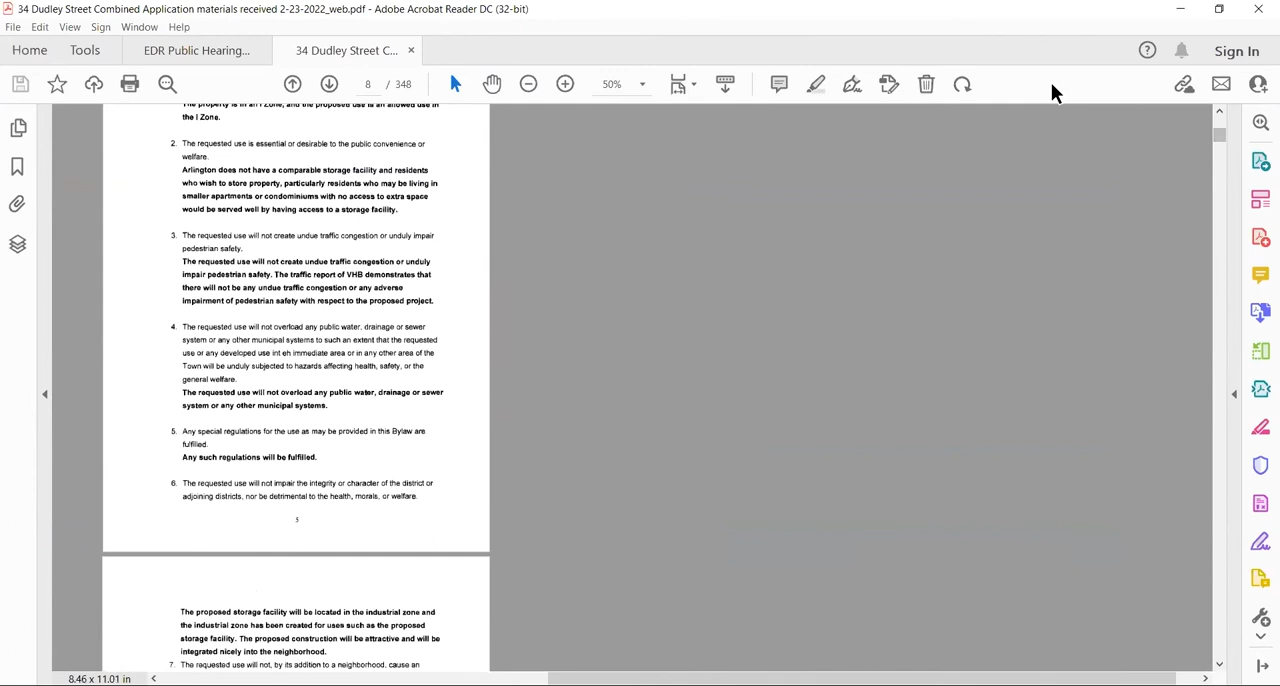 34 Dudley Street Combined Application materials received 2-23-2022_web.pdf - Adobe Acrobat Reader DC (32-bit)
File Edit View Sign Window Help
Home Tools EDR Public Hearing... 34 Dudley Street C... × Sign In
8 / 348 50%
The property is in an I Zone, and the proposed use is an allowed use in
the I Zone.
2. The requested use is essential or desirable to the public convenience or
welfare.
Arlington does not have a comparable storage facility and residents
who wish to store property, particularly residents who may be living in
smaller apartments or condominiums with no access to extra space
would be served well by having access to a storage facility.
3. The requested use will not create undue traffic congestion or unduly impair
pedestrian safety.
The requested use will not create undue traffic congestion or unduly
impair pedestrian safety. The traffic report of VHB demonstrates that
there will not be any undue traffic congestion or any adverse
impairment of pedestrian safety with respect to the proposed project.
4. The requested use will not overload any public water, drainage or sewer
system or any other municipal systems to such an extent that the requested
use or any developed use int eh immediate area or in any other area of the
Town will be unduly subjected to hazards affecting health, safety, or the
general welfare.
The requested use will not overload any public water, drainage or sewer
system or any other municipal systems.
5. Any special regulations for the use as may be provided in this Bylaw are
fulfilled.
Any such regulations will be fulfilled.
6. The requested use will not impair the integrity or character of the district or
adjoining districts, nor be detrimental to the health, morals, or welfare.
3
The proposed storage facility will be located in the industrial zone and
the industrial zone has been created for uses such as the proposed
storage facility. The proposed construction will be attractive and will be
integrated nicely into the neighborhood.
7. The requested use will not, by its addition to a neighborhood, cause an
8.46 x 11.01 in